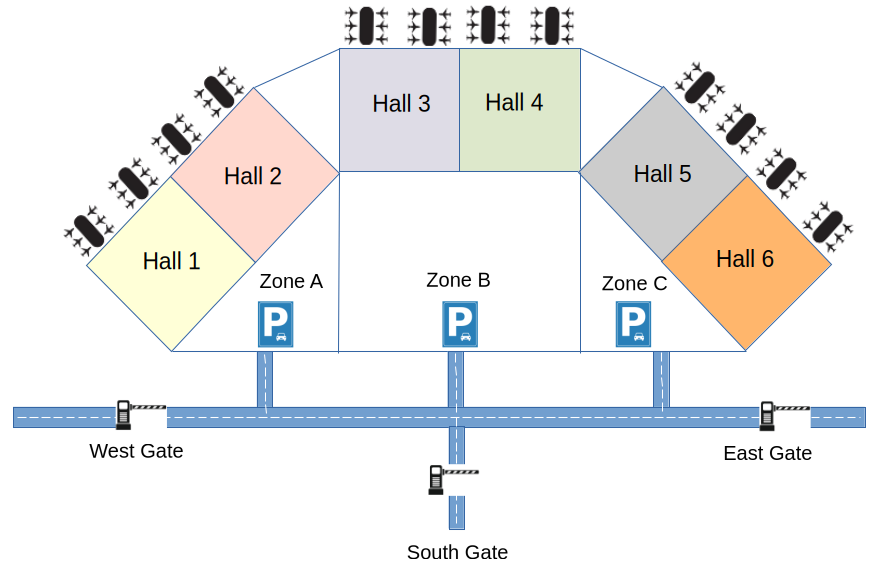 Hall 3
Hall 4
Hall 2
Hall 5
Hall 1
Hall 6
Zone A
Zone B
Zone C
P
P
P
West Gate
East Gate
South Gate